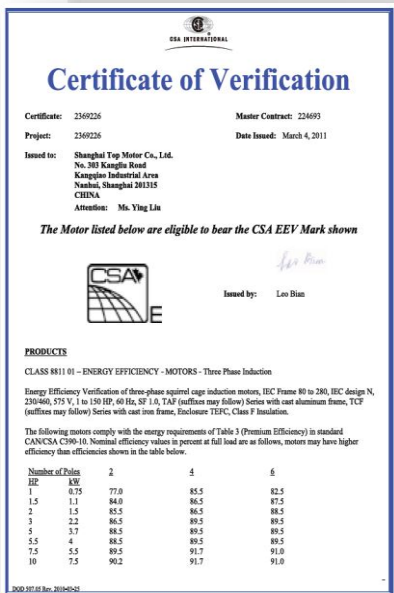 CSA INTERNATIONAL
Certificate of Verification
Certificate: 2369226 Master Contract: 224693
Project: 2369226 Date Issued: March 4, 2011
Issued to: Shanghai Top Motor Co., Ltd.
No. 303 Kangliu Road
Kangqiao Industrial Area
Nanhui, Shanghai 201315
CHINA
Attention: Ms. Ying Liu
The Motor listed below are eligible to bear the CSA EEV Mark shown
Leo Bian
CSA
E
Issued by: Leo Bian
PRODUCTS
CLASS 8811 01 – ENERGY EFFICIENCY - MOTORS - Three Phase Induction
Energy Efficiency Verification of three-phase squirrel cage induction motors, IEC Frame 80 to 280, IEC design N,
230/460, 575 V, 1 to 150 HP, 60 Hz, SF 1.0, TAF (suffixes may follow) Series with cast aluminum frame, TCF
(suffixes may follow) Series with cast iron frame, Enclosure TEFC, Class F Insulation.
The following motors comply with the energy requirements of Table 3 (Premium Efficiency) in standard
CAN/CSA C390-10. Nominal efficiency values in percent at full load are as follows, motors may have higher
efficiency than efficiencies shown in the table below.
Number of Poles 2 4 6
HP kW
1 0.75 77.0 85.5 82.5
1.5 1.1 84.0 86.5 87.5
2 1.5 85.5 86.5 88.5
3 2.2 86.5 89.5 89.5
5 3.7 88.5 89.5 89.5
5.5 4 88.5 89.5 89.5
7.5 5.5 89.5 91.7 91.0
10 7.5 90.2 91.7 91.0
DOD 507.05 Rev. 2010-03-25